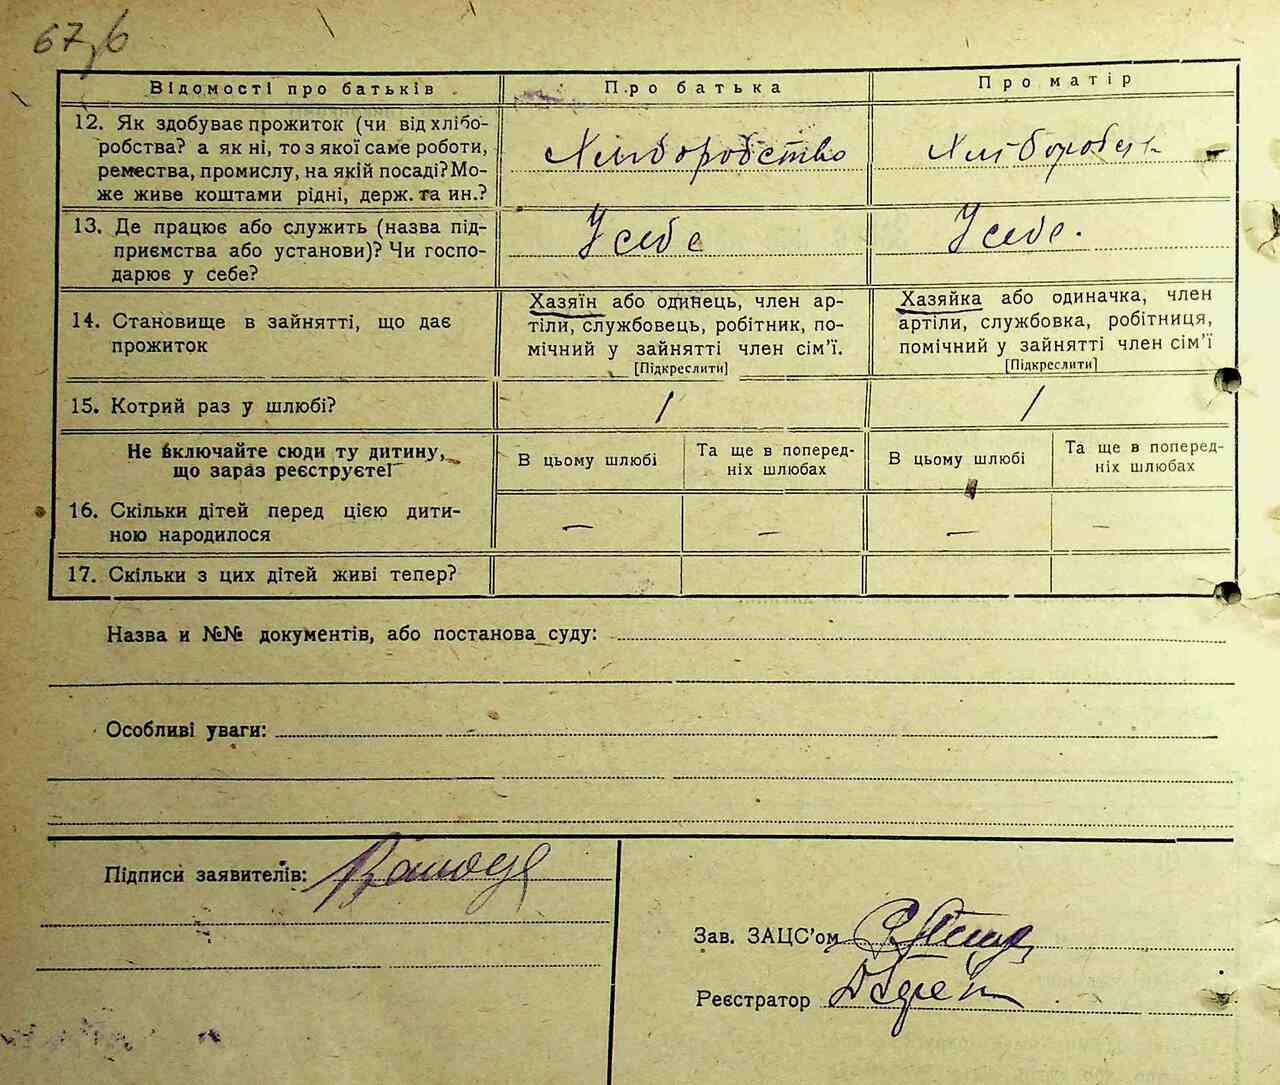 67
Відомості про батьків
Про батька
Про матір
12. Як здобуває прожиток (чи від хлібо-
робства? а як ні, то з якої саме роботи,
ремества, промислу, на якій посаді? Мо-
же живе коштами рідні, держ. та ин.?
Хліборобство
13. Де працює або служить (назва під-
приємства або установи)? Чи госпо-
дарює у себе?
У себе
У себе.
14. Становище в зайнятті, що дає
прожиток
Хазяїн або одинець, член ар-
тіли, службовець, робітник, по-
мічний у зайнятті член сім’ї.
[Підкреслити]
Хазяйка або одиначка, член
артіли, службовка, робітниця,
помічний у зайнятті член сім’ї
[Підкреслити]
15. Котрий раз у шлюбі?
1
1
Не включайте сюди ту дитину,
що зараз реєструєте!
В цьому шлюбі
Та ще в поперед-
ніх шлюбах
В цьому шлюбі
Та ще в поперед-
ніх шлюбах
16. Скільки дітей перед цією дити-
ною народилося
—
—
—
—
17. Скільки з цих дітей живі тепер?
Назва и №№ документів, або постанова суду:
Особливі уваги:
Підписи заявителів:
Зав. ЗАЦС’ом
Реєстратор